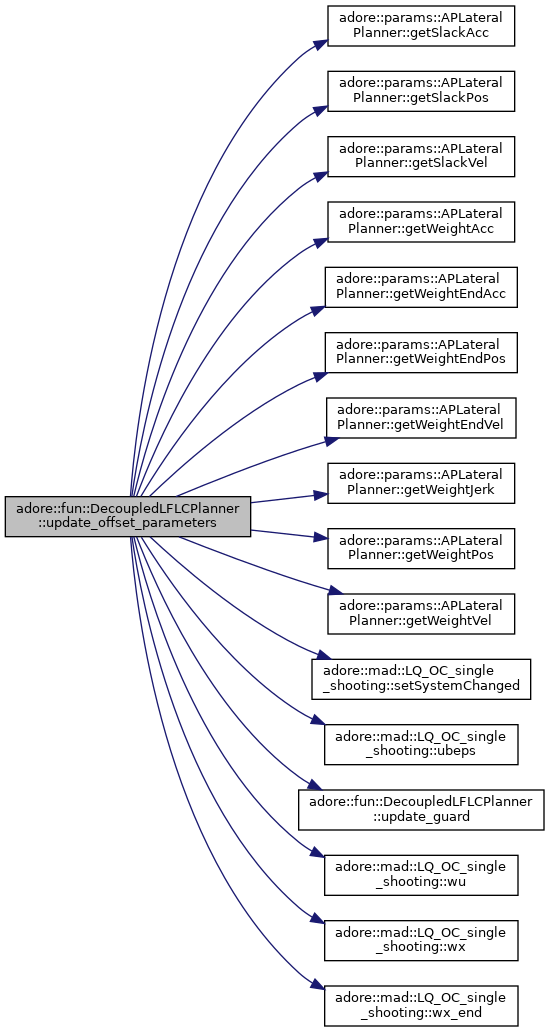 adore::params::APLateral
Planner::getSlackAcc
adore::params::APLateral
Planner::getSlackPos
adore::params::APLateral
Planner::getSlackVel
adore::params::APLateral
Planner::getWeightAcc
adore::params::APLateral
Planner::getWeightEndAcc
adore::params::APLateral
Planner::getWeightEndPos
adore::params::APLateral
Planner::getWeightEndVel
adore::fun::DecoupledLFLCPlanner
::update_offset_parameters
adore::params::APLateral
Planner::getWeightJerk
adore::params::APLateral
Planner::getWeightPos
adore::params::APLateral
Planner::getWeightVel
adore::mad::LQ_OC_single
_shooting::setSystemChanged
adore::mad::LQ_OC_single
_shooting::ubeps
adore::fun::DecoupledLFLCPlanner
::update_guard
adore::mad::LQ_OC_single
_shooting::wu
adore::mad::LQ_OC_single
_shooting::wx
adore::mad::LQ_OC_single
_shooting::wx_end